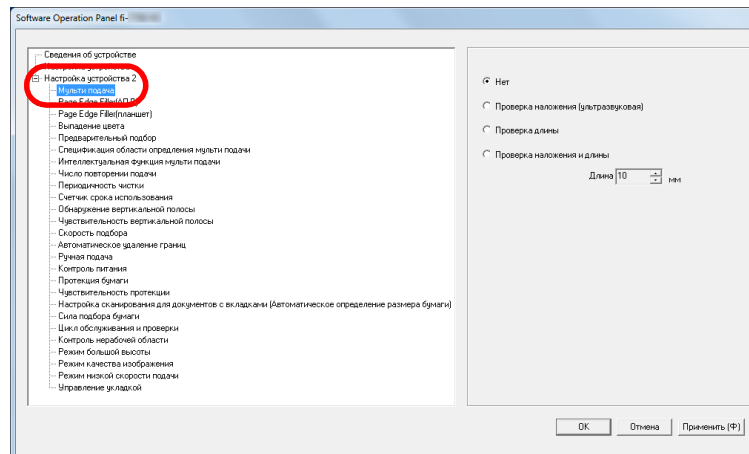 Software Operation Panel fi-
Сведения об устройстве
Настройка устройства 2
Мульти подача
Page Edge Filler(АПД)
Page Edge Filler(планшет)
Выпадение цвета
Предварительный подбор
Спецификация области опредления мульти подачи
Интеллектуальная функция мульти подачи
Число повторении подачи
Периодичность чистки
Счетчик срока использования
Обнаружение вертикальной полосы
Чувствительность вертикальной полосы
Скорость подбора
Автоматическое удаление границ
Ручная подача
Контроль питания
Протекция бумаги
Чувствительность протекции
Настройка сканирования для документов с вкладками (Автоматическое определение размера бумаги)
Сила подбора бумаги
Цикл обслуживания и проверки
Контроль нерабочей области
Режим большой высоты
Режим качества изображения
Режим низкой скорости подачи
Управление укладкой
Нет
Проверка наложения (ультразвуковая)
Проверка длины
Проверка наложения и длины
Длина 10 мм
OK Отмена Применить (Ф)